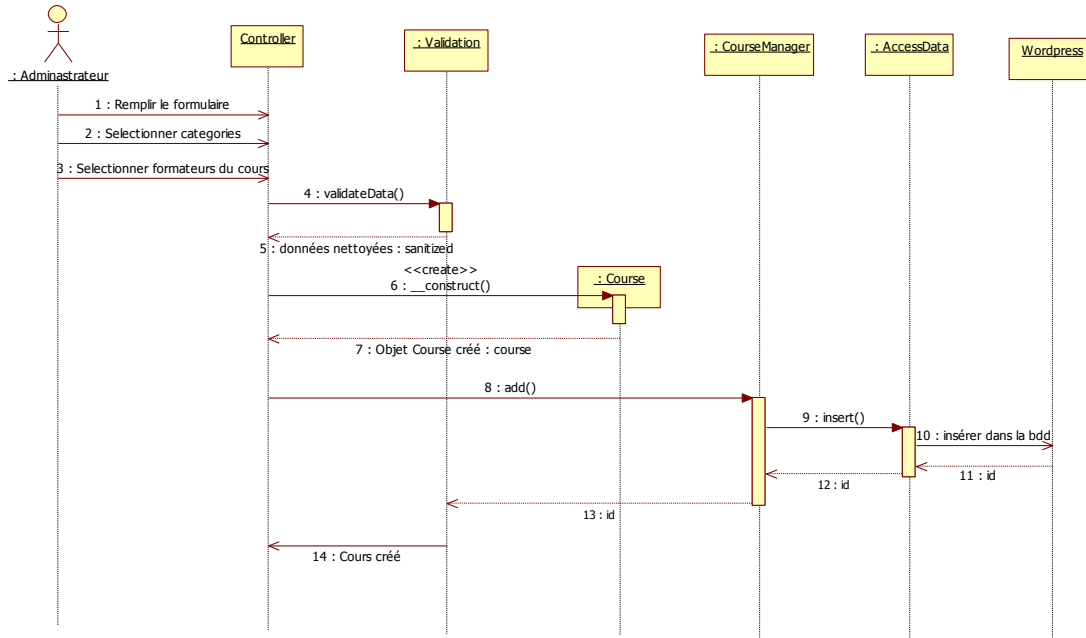 : Adminastrateur
Controller
: Validation
: CourseManager
: AccessData
Wordpress
1 : Remplir le formulaire
2 : Selectionner categories
3 : Selectionner formateurs du cours
4 : validateData()
5 : données nettoyées : sanitized
<<create>>
6 : __construct()
: Course
7 : Objet Course créé : course
8 : add()
9 : insert()
10 : insérer dans la bdd
11 : id
12 : id
13 : id
14 : Cours créé